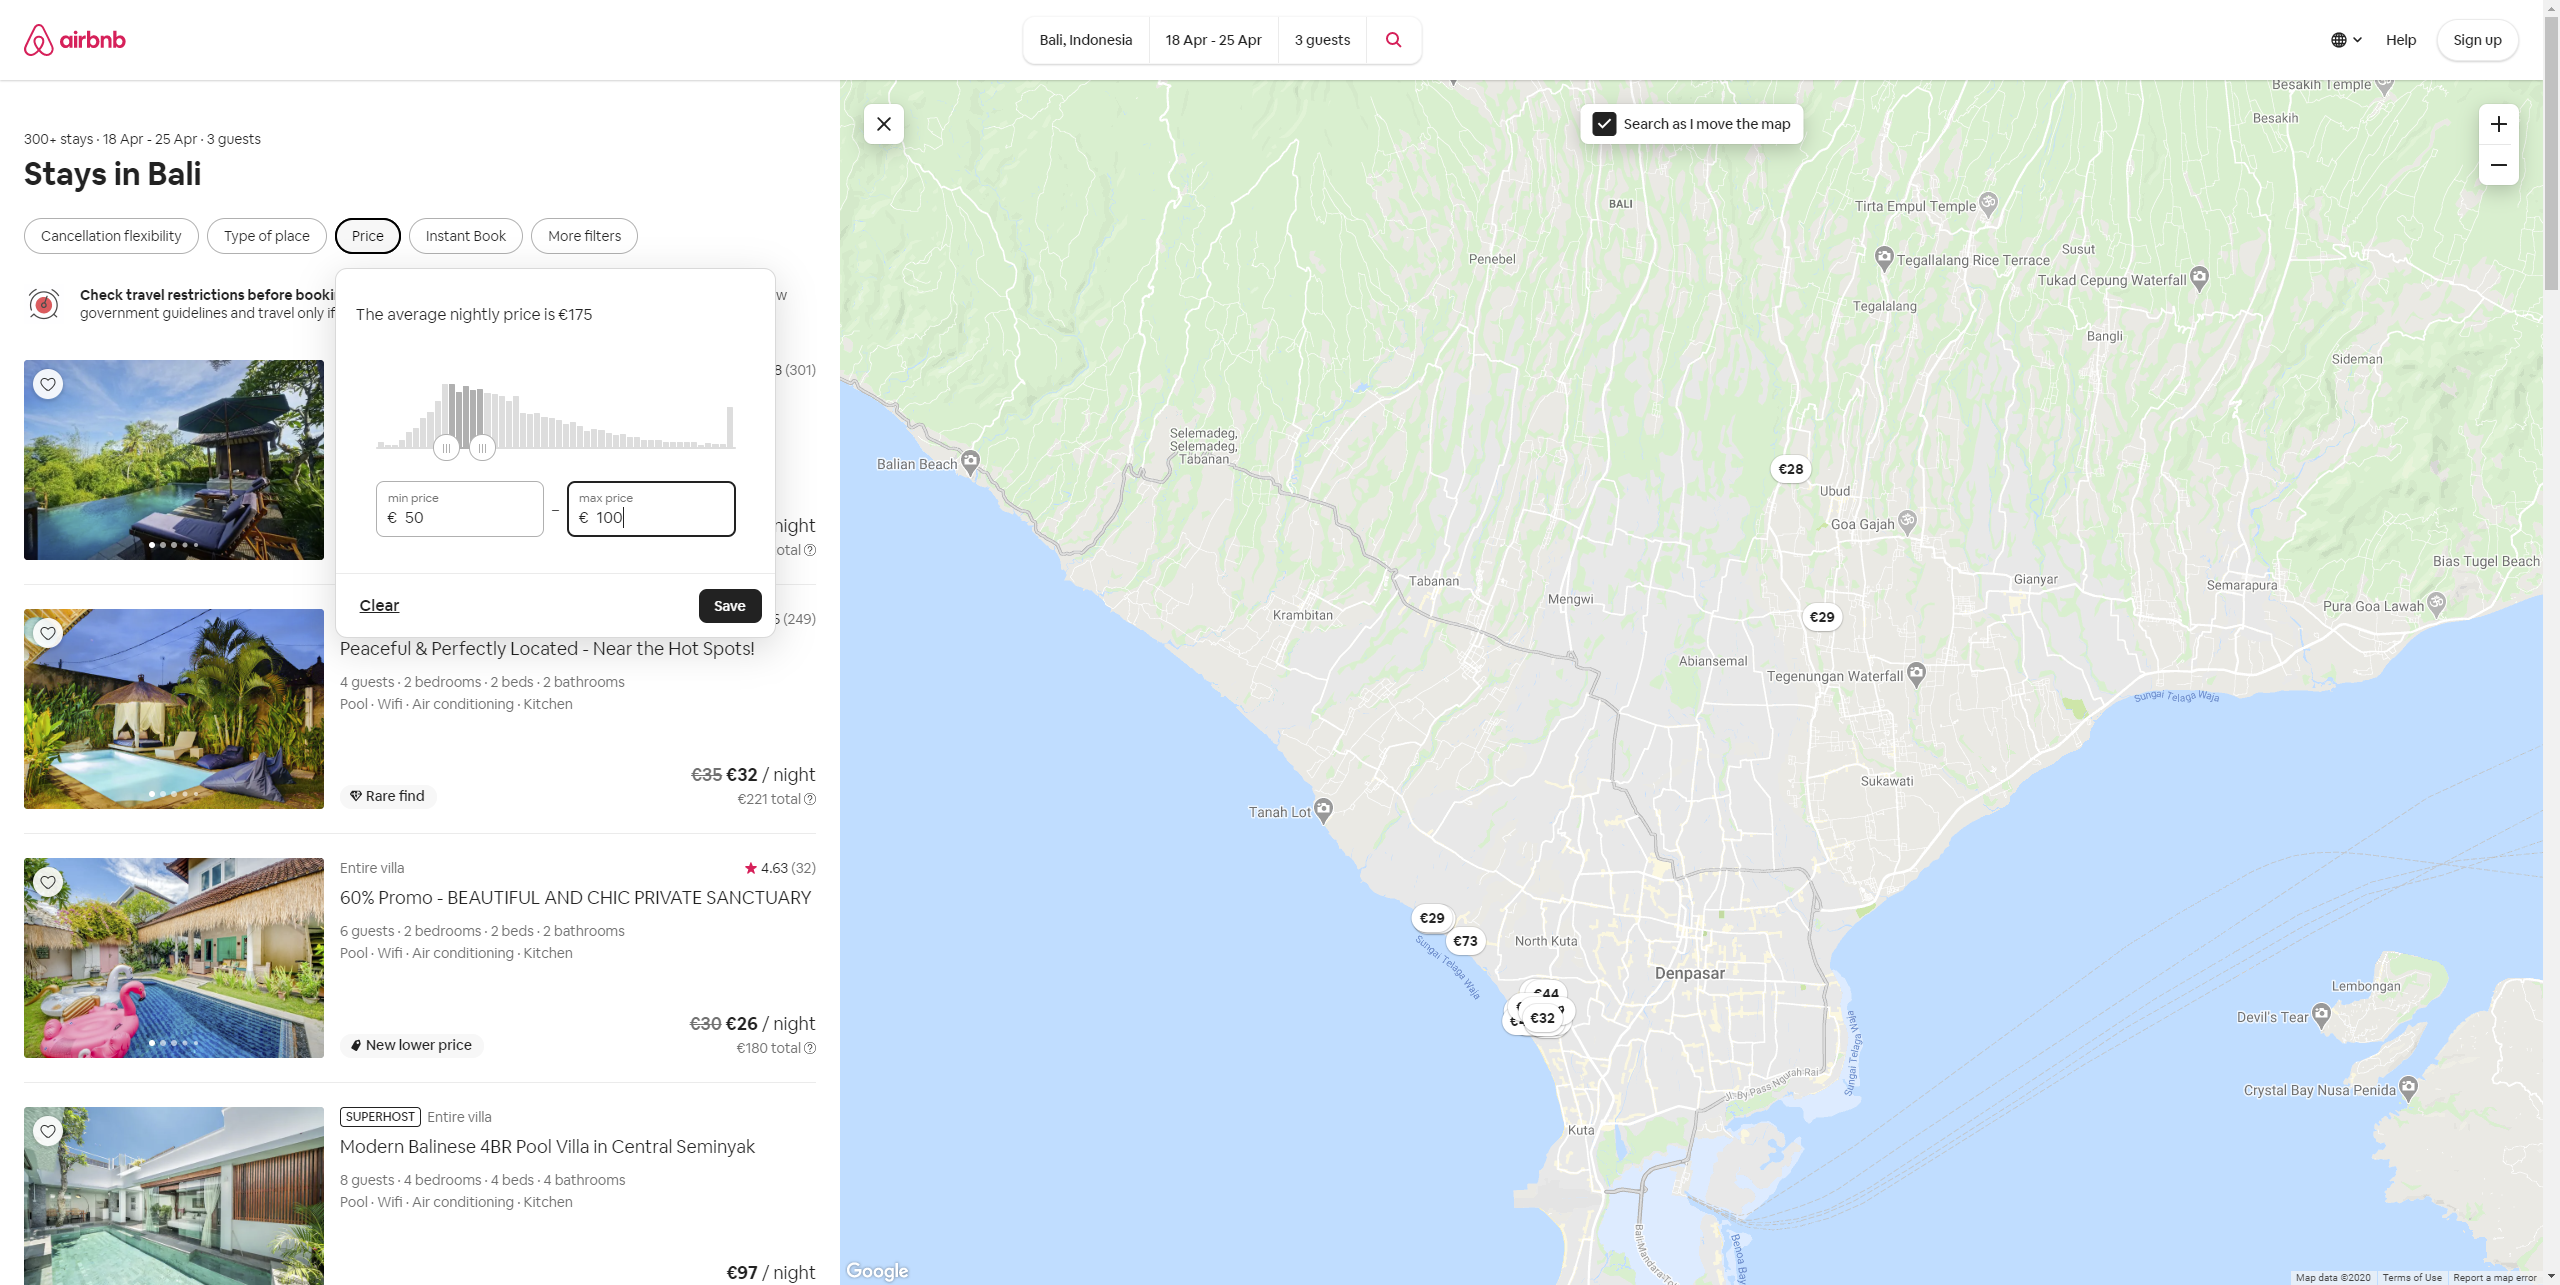 airbnb
Bali, Indonesia
18 Apr - 25 Apr
3 guests
Help
Sign up
300+ stays · 18 Apr - 25 Apr · 3 guests
Stays in Bali
Cancellation flexibility
Type of place
Price
Instant Book
More filters
Check travel restrictions before
government guidelines and travel only if
The average nightly price is €175
min price
€ 50
–
max price
€ 100
Clear
Save
8 (301)
night
5 (249)
Peaceful & Perfectly Located - Near the Hot Spots!
4 guests · 2 bedrooms · 2 beds · 2 bathrooms
Pool · Wifi · Air conditioning · Kitchen
€35 €32 / night
Rare find
€221 total
Entire villa
4.63 (32)
60% Promo - BEAUTIFUL AND CHIC PRIVATE SANCTUARY
6 guests · 2 bedrooms · 2 beds · 2 bathrooms
Pool · Wifi · Air conditioning · Kitchen
€30 €26 / night
New lower price
€180 total
SUPERHOST Entire villa
Modern Balinese 4BR Pool Villa in Central Seminyak
8 guests · 4 bedrooms · 4 beds · 4 bathrooms
Pool · Wifi · Air conditioning · Kitchen
€97 / night
Search as I move the map
Besakih Temple
Besakih
BALI
Tirta Empul Temple
Penebel
Tegallalang Rice Terrace
Susut
Tukad Cepung Waterfall
Tegalalang
Bangli
Sideman
Selemadeg,
Selemadeg,
Tabanan
Balian Beach
€28
Ubud
Goa Gajah
Bias Tugel Beach
Tabanan
Gianyar
Semarapura
Mengwi
Krambitan
€29
Pura Goa Lawah
Abiansemal
Tegenungan Waterfall
Sungai Telaga Waja
Sukawati
Tanah Lot
€29
€73
North Kuta
Sungai Telaga Waja
Denpasar
€44
€32
Lembongan
Devil's Tear
Sungai Telaga Waja
Jl. By Pass Ngurah Rai
Crystal Bay Nusa Penida
Kuta
Google
Map data ©2020
Terms of Use
Report a map error